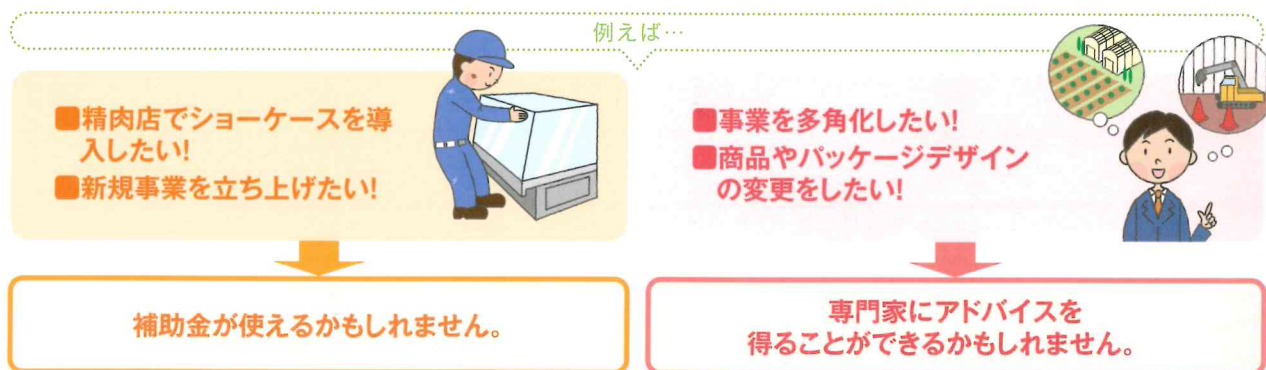 例えば…
■精肉店でショーケースを導
入したい!
■新規事業を立ち上げたい!
補助金が使えるかもしれません。
■事業を多角化したい!
■商品やパッケージデザイン
の変更をしたい!
専門家にアドバイスを
得ることができるかもしれません。